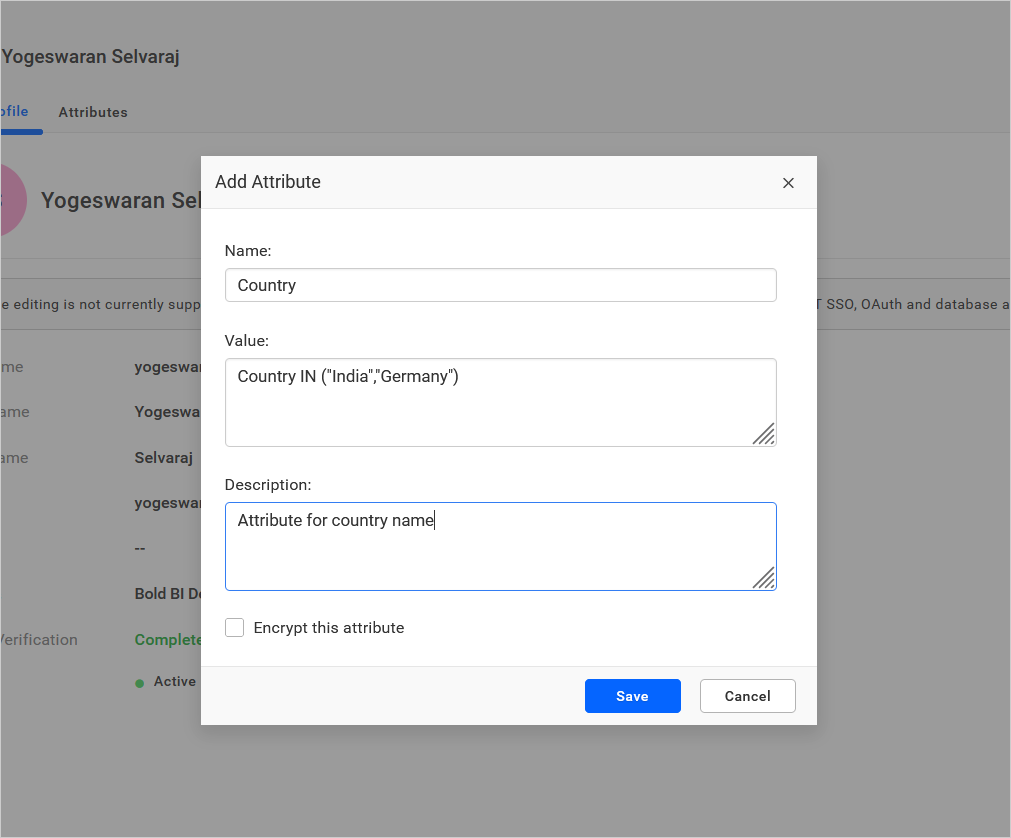 Yogeswaran Selvaraj
ofile Attributes
Add Attribute
Yogeswaran Sel
Name:
Country
e editing is not currently supp
T SSO, OAuth and database a
Value:
me yogeswar
Country IN ("India","Germany")
ame Yogeswa
ame Selvaraj
Description:
yogeswar
Attribute for country name
--
Bold BI De
Encrypt this attribute
Verification Complete
Active
Save Cancel